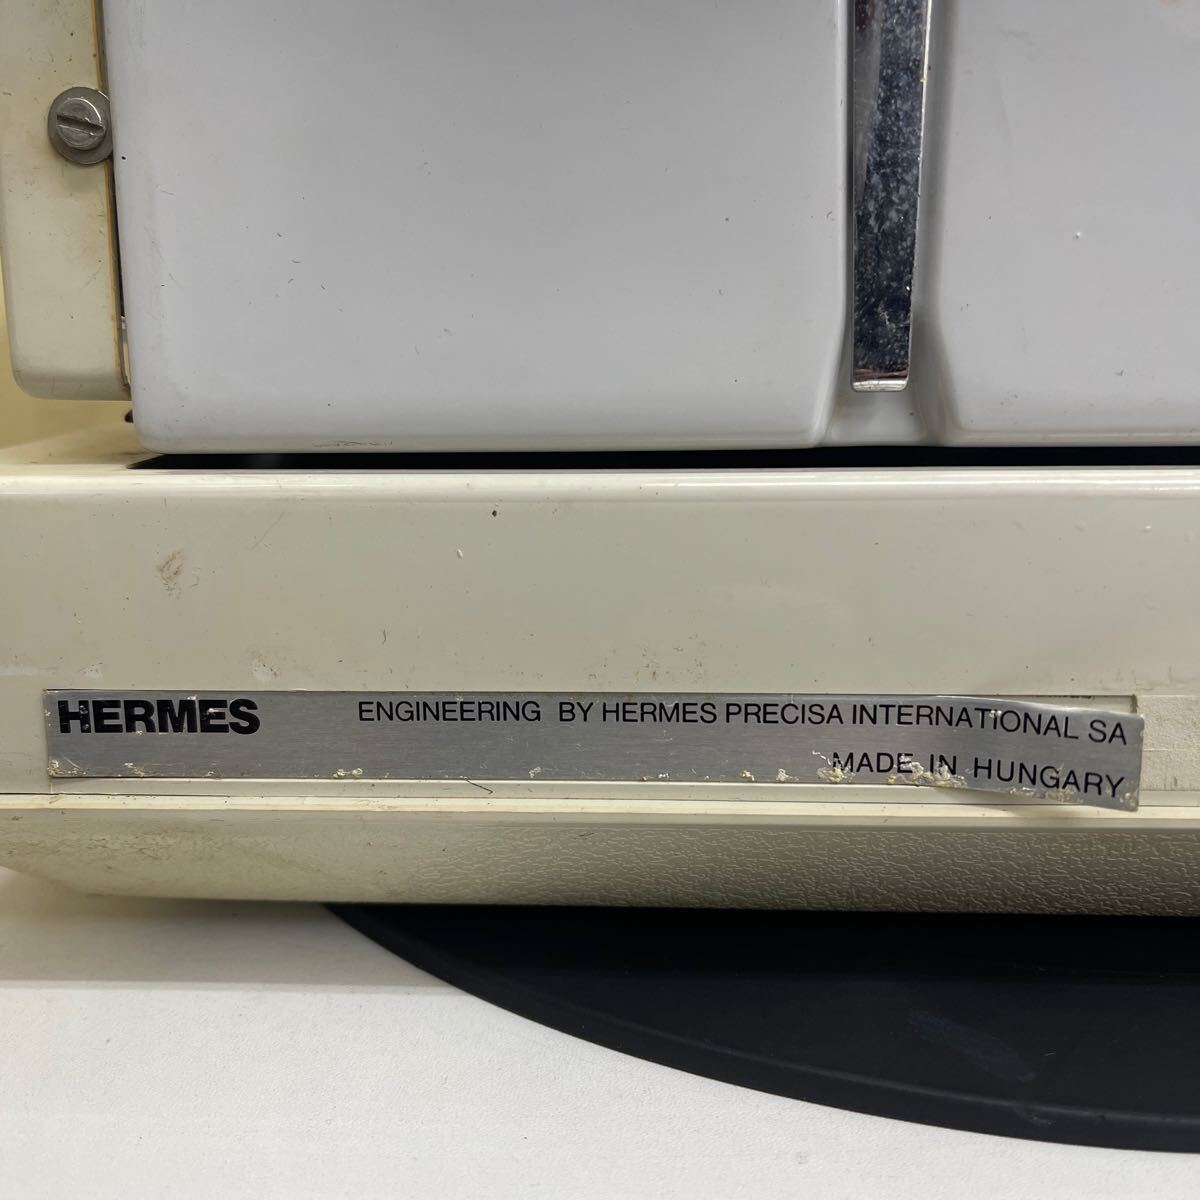 HERMES ENGINEERING BY HERMES PRECISA INTERNATIONAL SA
MADE IN HUNGARY